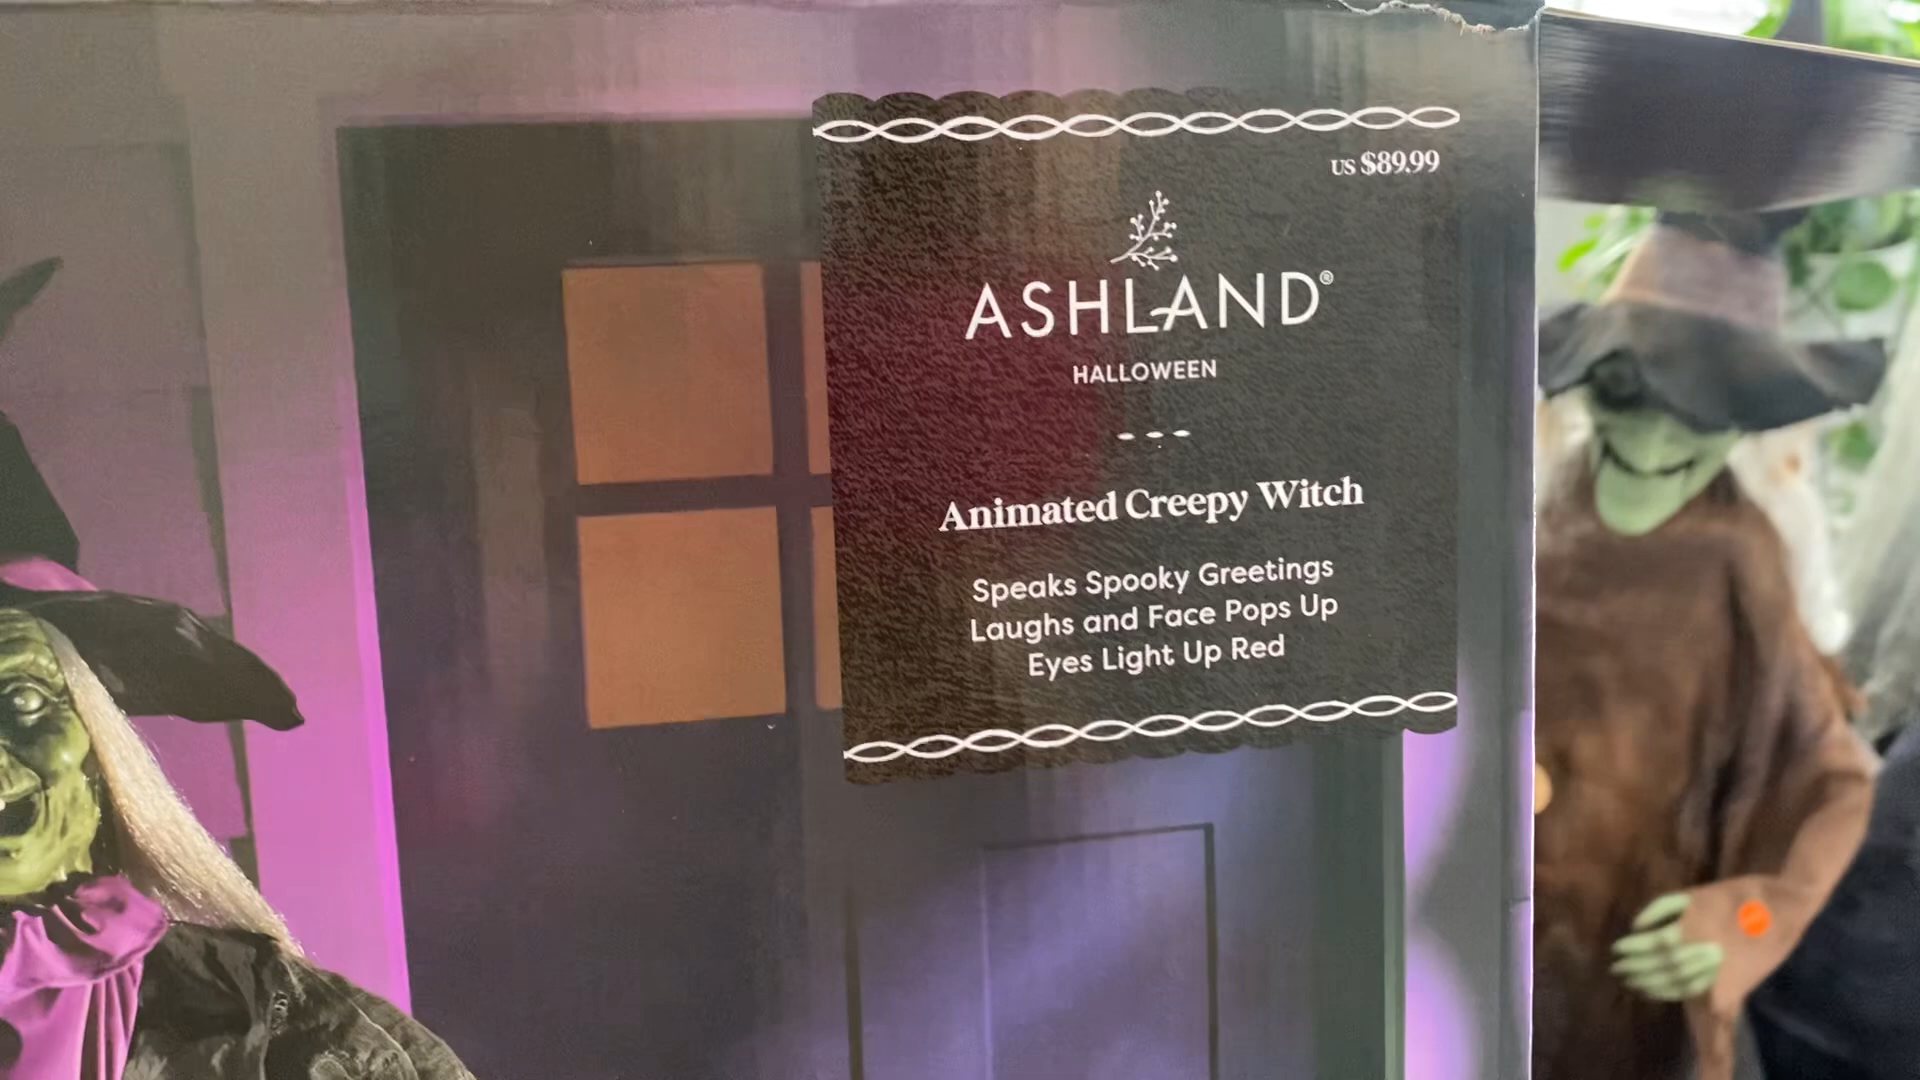 US $89.99
ASHLAND®
HALLOWEEN
Animated Creepy Witch
Speaks Spooky Greetings
Laughs and Face Pops Up
Eyes Light Up Red